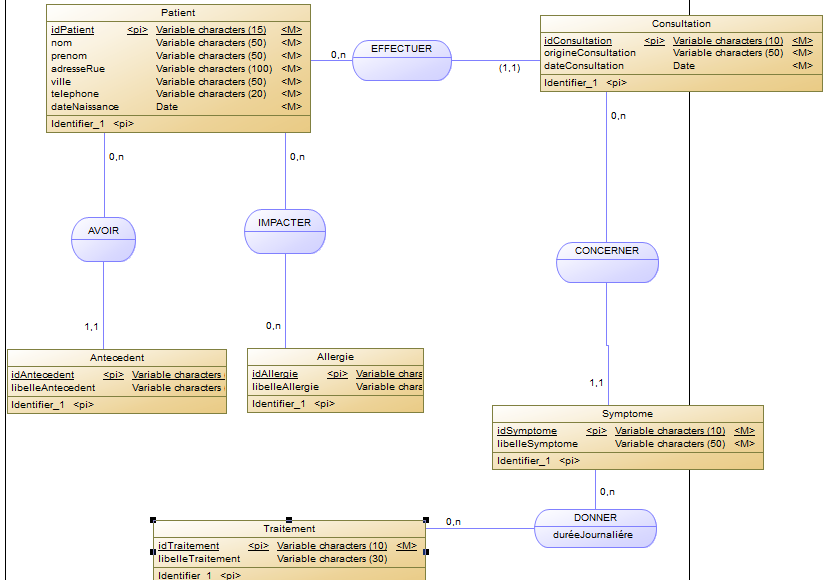 Patient
idPatient <pi> Variable characters (15) <M>
nom Variable characters (50) <M>
prenom Variable characters (50) <M>
adresseRue Variable characters (100) <M>
ville Variable characters (50) <M>
telephone Variable characters (20) <M>
dateNaissance Date <M>
Identifier_1 <pi>
0,n
EFFECTUER
(1,1)
Consultation
idConsultation <pi> Variable characters (10) <M>
origineConsultation Variable characters (50) <M>
dateConsultation Date <M>
Identifier_1 <pi>
0,n
0,n
0,n
AVOIR
IMPACTER
CONCERNER
1,1
0,n
1,1
Antecedent
idAntecedent <pi> Variable characters
libelleAntecedent Variable characters
Identifier_1 <pi>
Allergie
idAllergie <pi> Variable chara
libelleAllergie Variable chara
Identifier_1 <pi>
Symptome
idSymptome <pi> Variable characters (10) <M>
libelleSymptome Variable characters (50) <M>
Identifier_1 <pi>
0,n
DONNER
duréeJournalière
0,n
Traitement
idTraitement <pi> Variable characters (10) <M>
libelleTraitement Variable characters (30)
Identifier_1 <pi>